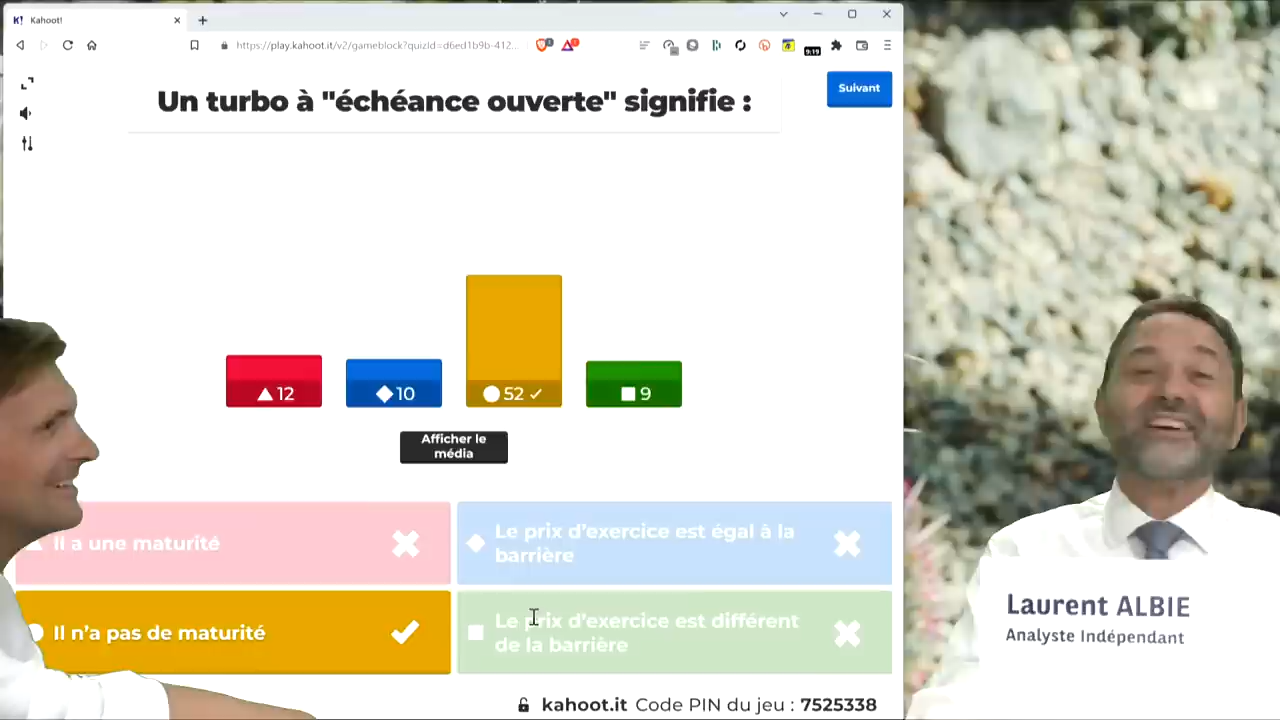 Kahoot!
https://play.kahoot.it/v2/gameblock?quizId=d6ed1b9b-412...
9:19
Un turbo à "échéance ouverte" signifie :
Suivant
12
10
52
9
Afficher le
média
Il a une maturité
Le prix d'exercice est égal à la
barrière
Il n'a pas de maturité
Le prix d'exercice est différent
de la barrière
kahoot.it Code PIN du jeu : 7525338
Laurent ALBIE
Analyste Indépendant